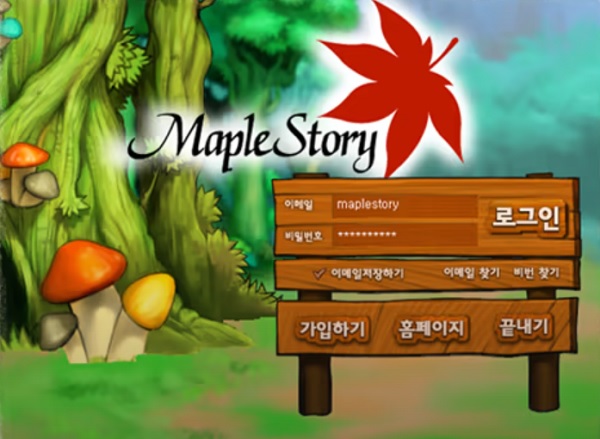 MapleStory
이메일 maplestory 로그인
비밀번호 **********
✓ 이메일저장하기 이메일 찾기 비번 찾기
가입하기 홈페이지 끝내기